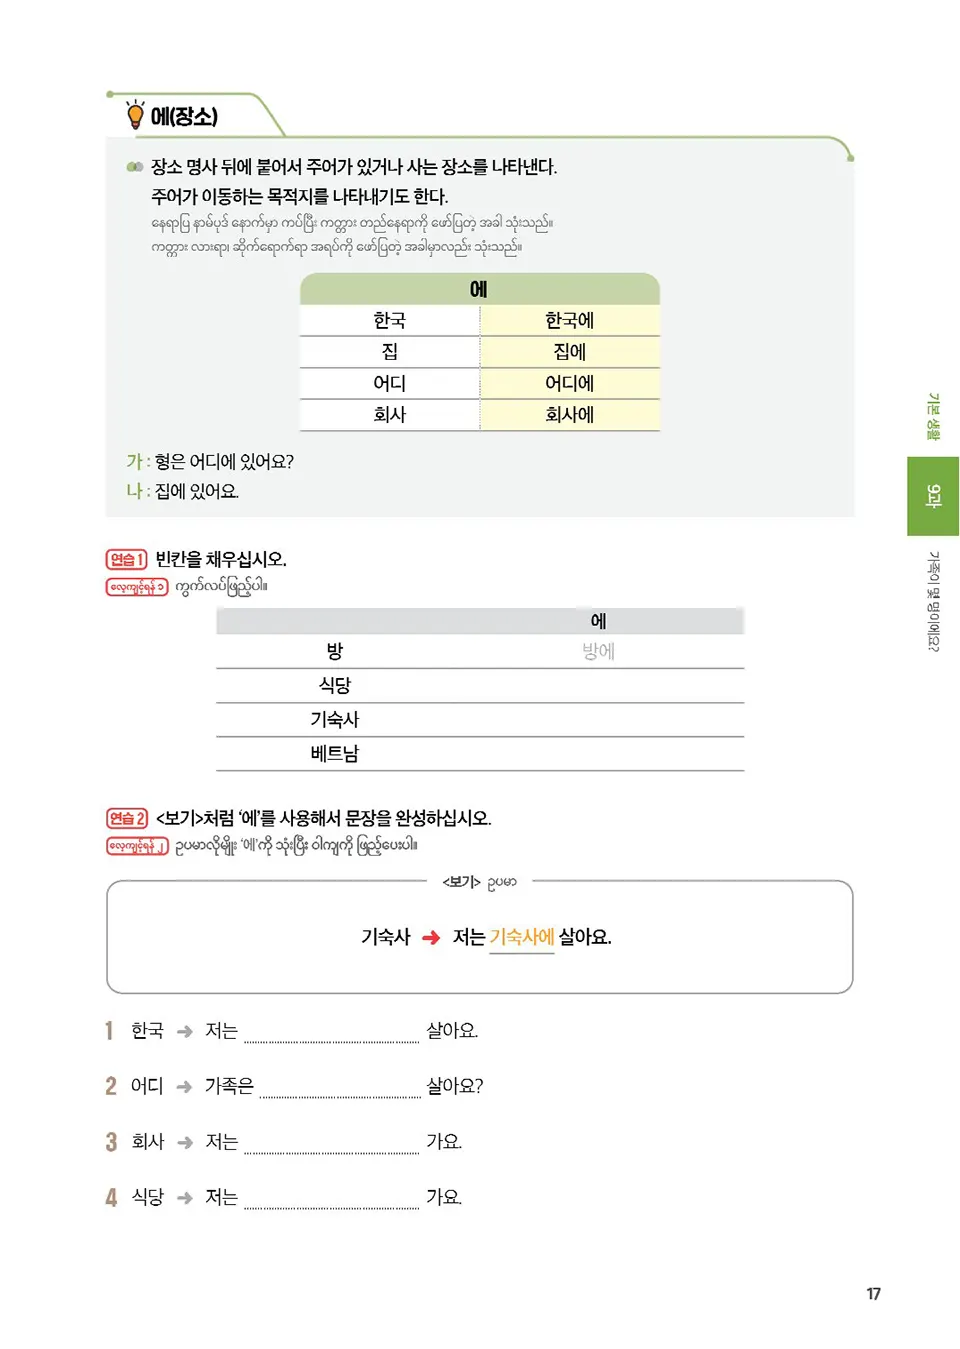 에(장소)
장소 명사 뒤에 붙어서 주어가 있거나 사는 장소를 나타낸다.
주어가 이동하는 목적지를 나타내기도 한다.
နေရာပြ နာမ်ပုဒ် နောက်မှာ ကပ်ပြီး ကတ္တား တည်နေရာကို ဖော်ပြတဲ့ အခါ သုံးသည်။
ကတ္တား လားရာ၊ ဆိုက်ရောက်ရာ အရပ်ကို ဖော်ပြတဲ့ အခါမှာလည်း သုံးသည်။
에
한국 한국에
집 집에
어디 어디에
회사 회사에
가 : 형은 어디에 있어요?
나 : 집에 있어요.
연습 1 빈칸을 채우십시오.
လေ့ကျင့်ရန် ၁ ကွက်လပ်ဖြည့်ပါ။
에
방 방에
식당
기숙사
베트남
연습 2 <보기>처럼 ‘에’를 사용해서 문장을 완성하십시오.
လေ့ကျင့်ရန် ၂ ဥပမာလိုမျိုး ‘에’ကို သုံးပြီး ဝါကျကို ဖြည့်ပေးပါ။
<보기> ဥပမာ
기숙사 ➜ 저는 기숙사에 살아요.
1 한국 ➜ 저는 살아요.
2 어디 ➜ 가족은 살아요?
3 회사 ➜ 저는 가요.
4 식당 ➜ 저는 가요.
기본 생활
9과
가족이 몇 명이에요?
17